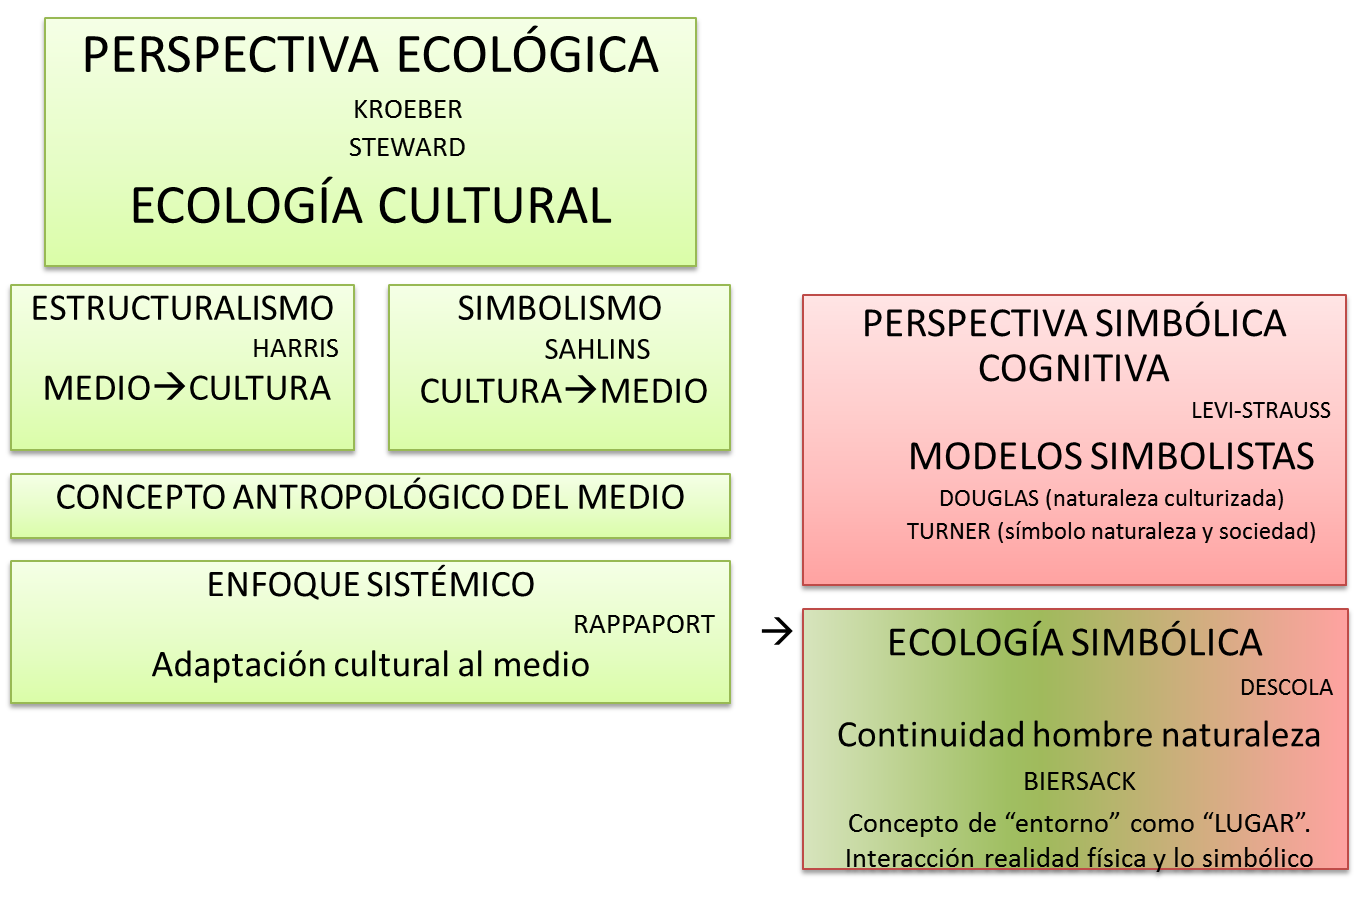 PERSPECTIVA ECOLÓGICA
KROEBER
STEWARD
ECOLOGÍA CULTURAL
ESTRUCTURALISMO
HARRIS
MEDIO→CULTURA
SIMBOLISMO
SAHLINS
CULTURA→MEDIO
CONCEPTO ANTROPOLÓGICO DEL MEDIO
ENFOQUE SISTÉMICO
RAPPAPORT
Adaptación cultural al medio
→
PERSPECTIVA SIMBÓLICA
COGNITIVA
LEVI-STRAUSS
MODELOS SIMBOLISTAS
DOUGLAS (naturaleza culturizada)
TURNER (símbolo naturaleza y sociedad)
ECOLOGÍA SIMBÓLICA
DESCOLA
Continuidad hombre naturaleza
BIERSACK
Concepto de “entorno” como “LUGAR”.
Interacción realidad física y lo simbólico